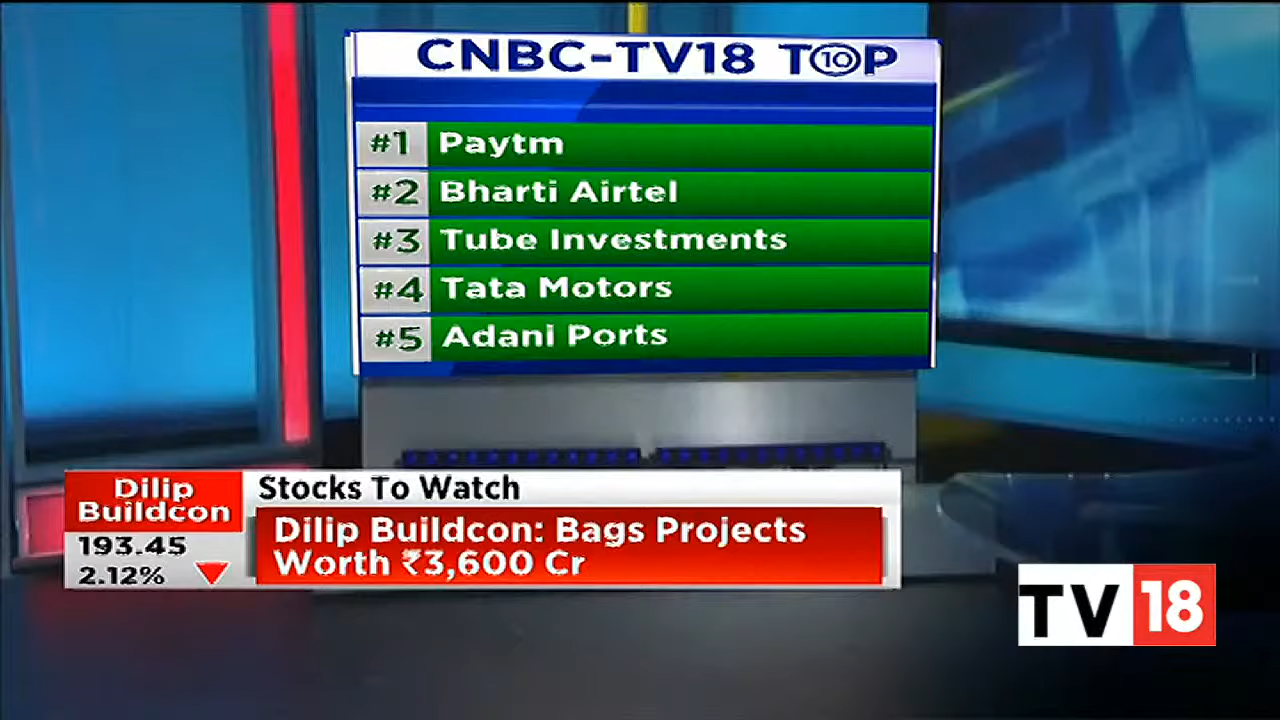 CNBC-TV18 TOP 10
#1 Paytm
#2 Bharti Airtel
#3 Tube Investments
#4 Tata Motors
#5 Adani Ports
Dilip
Buildcon
193.45
2.12%
Stocks To Watch
Dilip Buildcon: Bags Projects
Worth ₹3,600 Cr
TV18